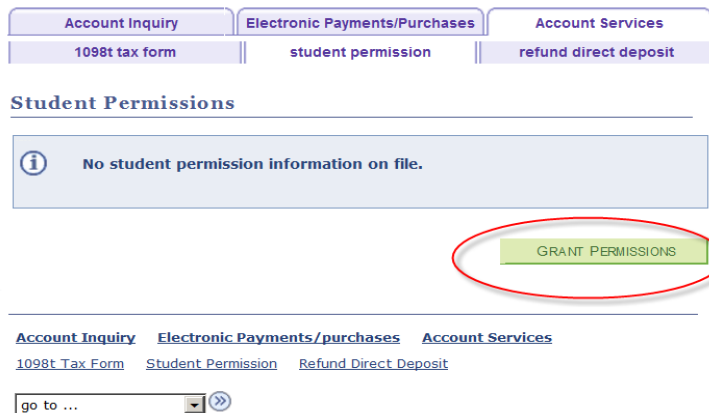 Account Inquiry Electronic Payments/Purchases Account Services
1098t tax form student permission refund direct deposit
Student Permissions
No student permission information on file.
GRANT PERMISSIONS
Account Inquiry Electronic Payments/purchases Account Services
1098t Tax Form Student Permission Refund Direct Deposit
go to ...